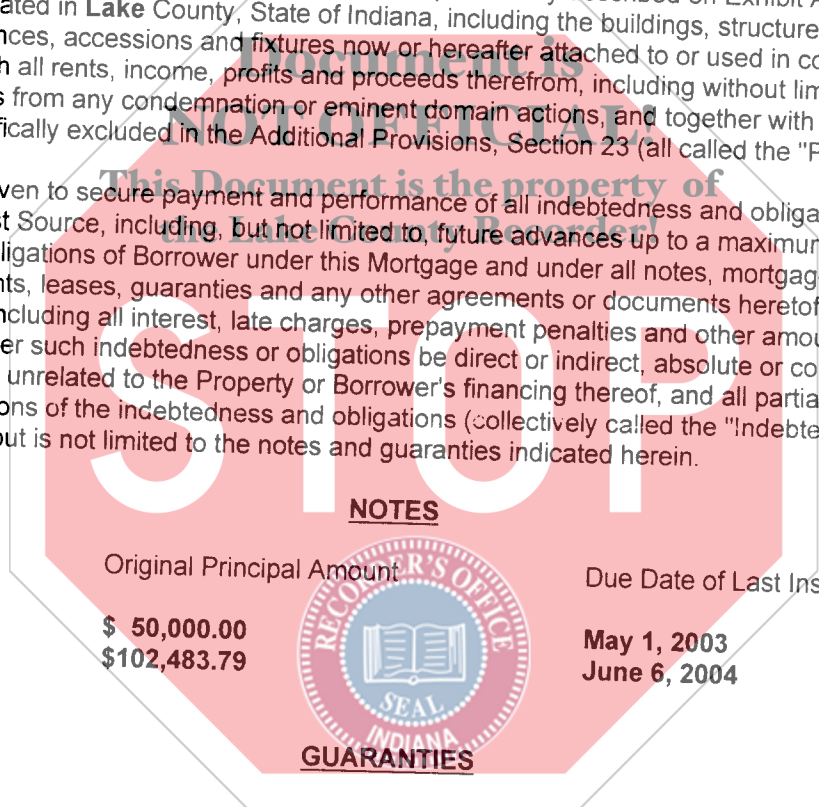 ated in Lake County, State of Indiana, including the buildings, structure
nces, accessions and fixtures now or hereafter attached to or used in co
h all rents, income, profits and proceeds therefrom, including without lim
s from any condemnation or eminent domain actions, and together with
fically excluded in the Additional Provisions, Section 23 (all called the "P
ven to secure payment and performance of all indebtedness and obliga
st Source, including, but not limited to, future advances up to a maximum
ligations of Borrower under this Mortgage and under all notes, mortgag
nts, leases, guaranties and any other agreements or documents heretof
ncluding all interest, late charges, prepayment penalties and other amou
er such indebtedness or obligations be direct or indirect, absolute or co
unrelated to the Property or Borrower's financing thereof, and all partia
ons of the indebtedness and obligations (collectively called the "Indebte
out is not limited to the notes and guaranties indicated herein.
NOTES
Original Principal Amount
Due Date of Last Ins
$ 50,000.00
May 1, 2003
$102,483.79
June 6, 2004
GUARANTIES
Document is
NOT OFFICIAL!
This Document is the property of
the Lake County Recorder!
STOP
RECORDER'S OFFICE
SEAL
INDIANA